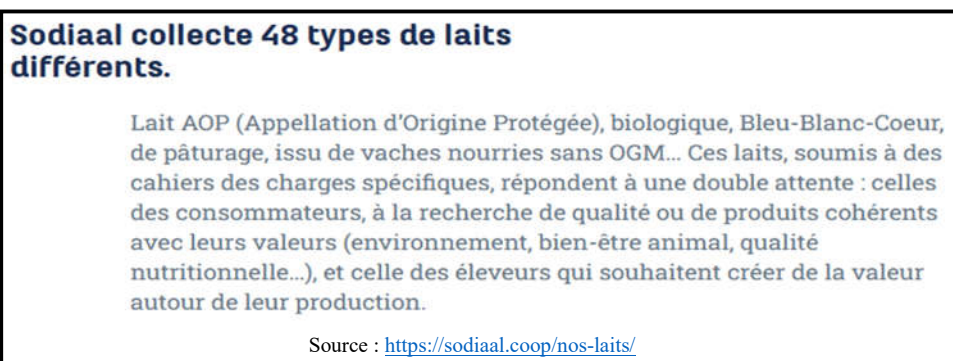 Sodiaal collecte 48 types de laits
différents.
Lait AOP (Appellation d'Origine Protégée), biologique, Bleu-Blanc-Coeur,
de pâturage, issu de vaches nourries sans OGM... Ces laits, soumis à des
cahiers des charges spécifiques, répondent à une double attente : celles
des consommateurs, à la recherche de qualité ou de produits cohérents
avec leurs valeurs (environnement, bien-être animal, qualité
nutritionnelle...), et celle des éleveurs qui souhaitent créer de la valeur
autour de leur production.
Source : https://sodiaal.coop/nos-laits/